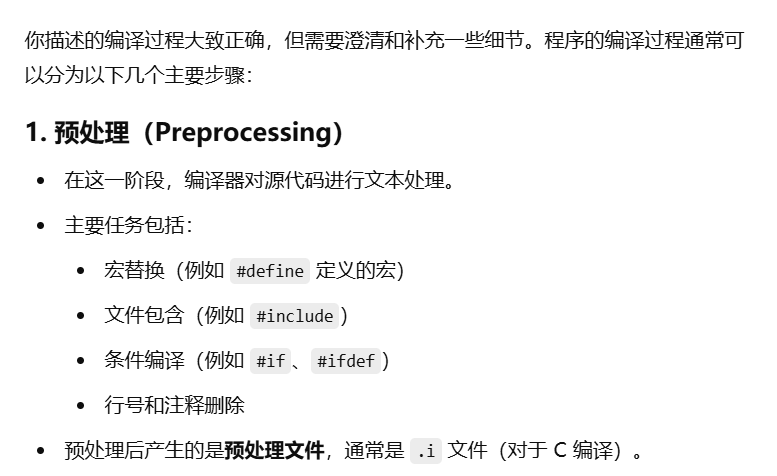 你描述的编译过程大致正确，但需要澄清和补充一些细节。程序的编译过程通常可
以分为以下几个主要步骤：
1. 预处理（Preprocessing）
• 在这一阶段，编译器对源代码进行文本处理。
• 主要任务包括：
• 宏替换（例如 #define 定义的宏）
• 文件包含（例如 #include）
• 条件编译（例如 #if、#ifdef）
• 行号和注释删除
• 预处理后产生的是预处理文件，通常是 .i 文件（对于 C 编译）。